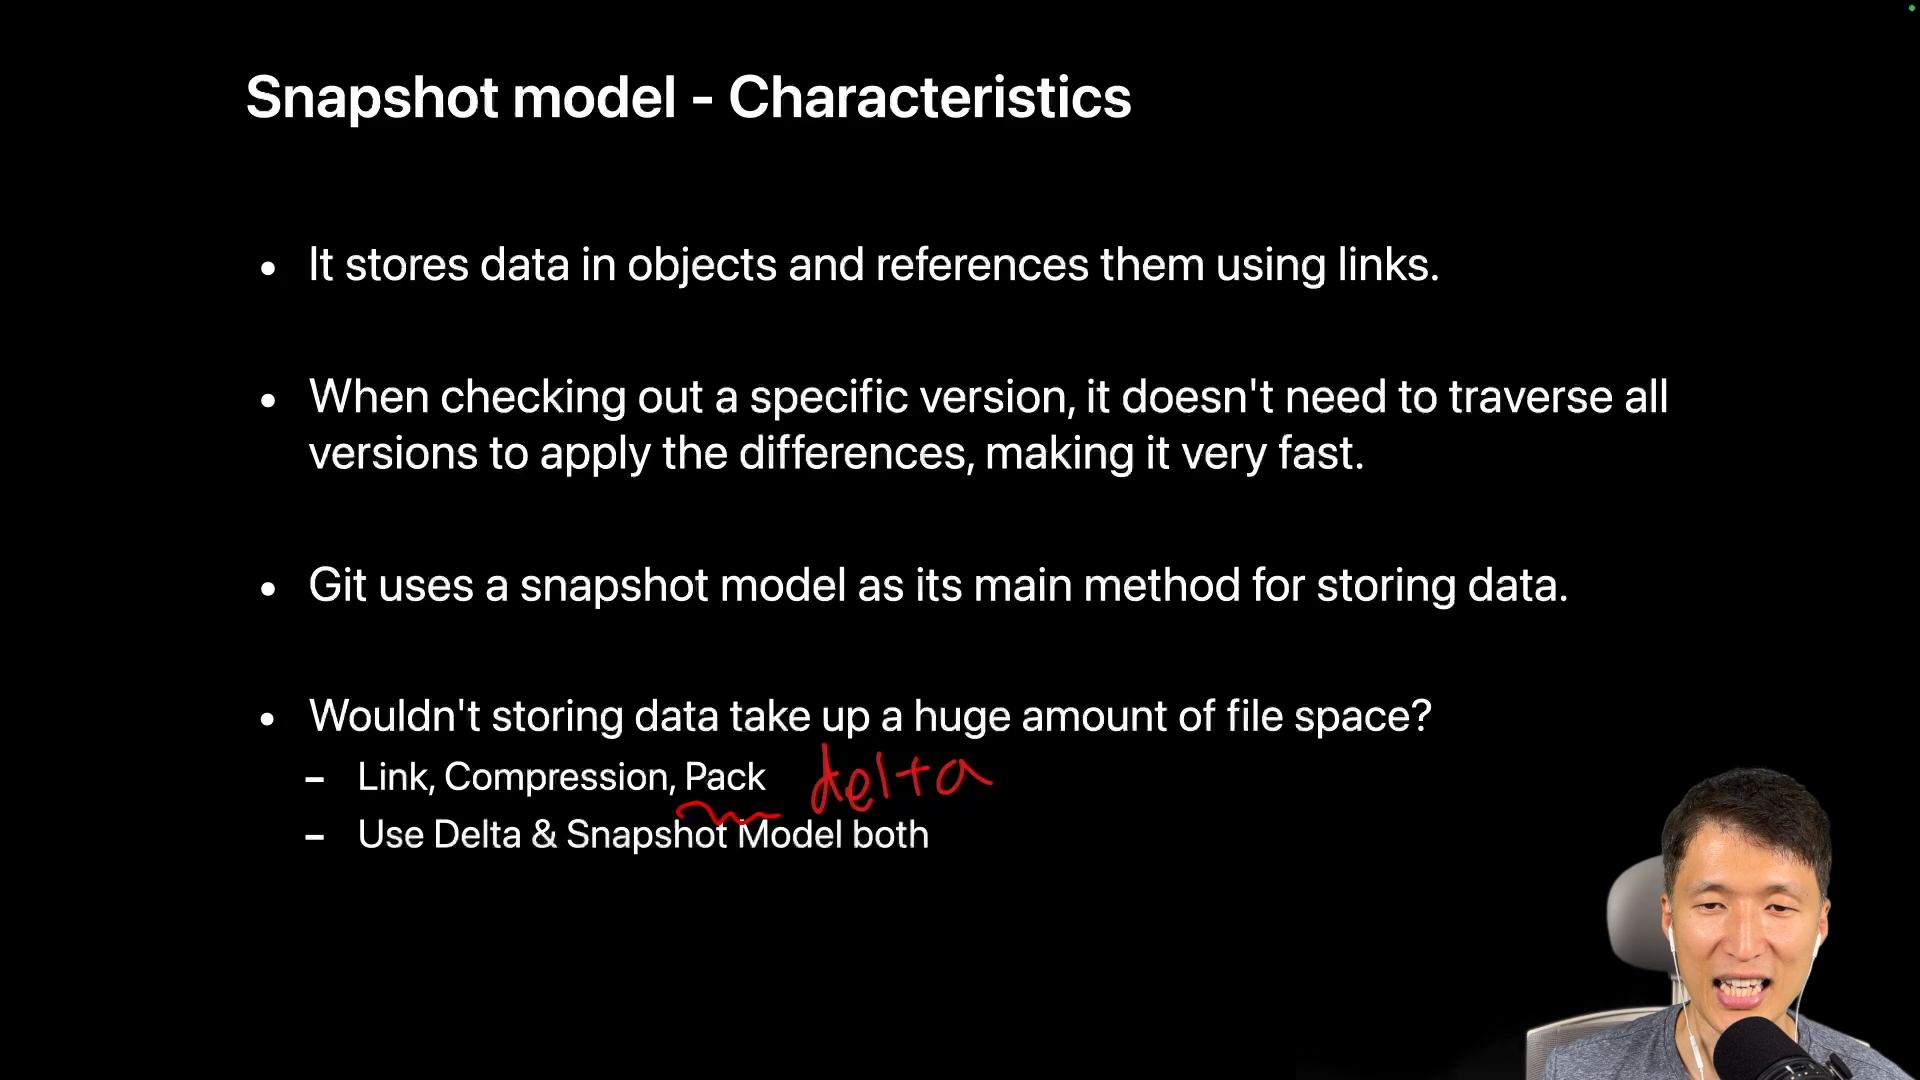 Snapshot model - Characteristics
• It stores data in objects and references them using links.
• When checking out a specific version, it doesn't need to traverse all
versions to apply the differences, making it very fast.
• Git uses a snapshot model as its main method for storing data.
• Wouldn't storing data take up a huge amount of file space?
– Link, Compression, Pack delta
– Use Delta & Snapshot Model both